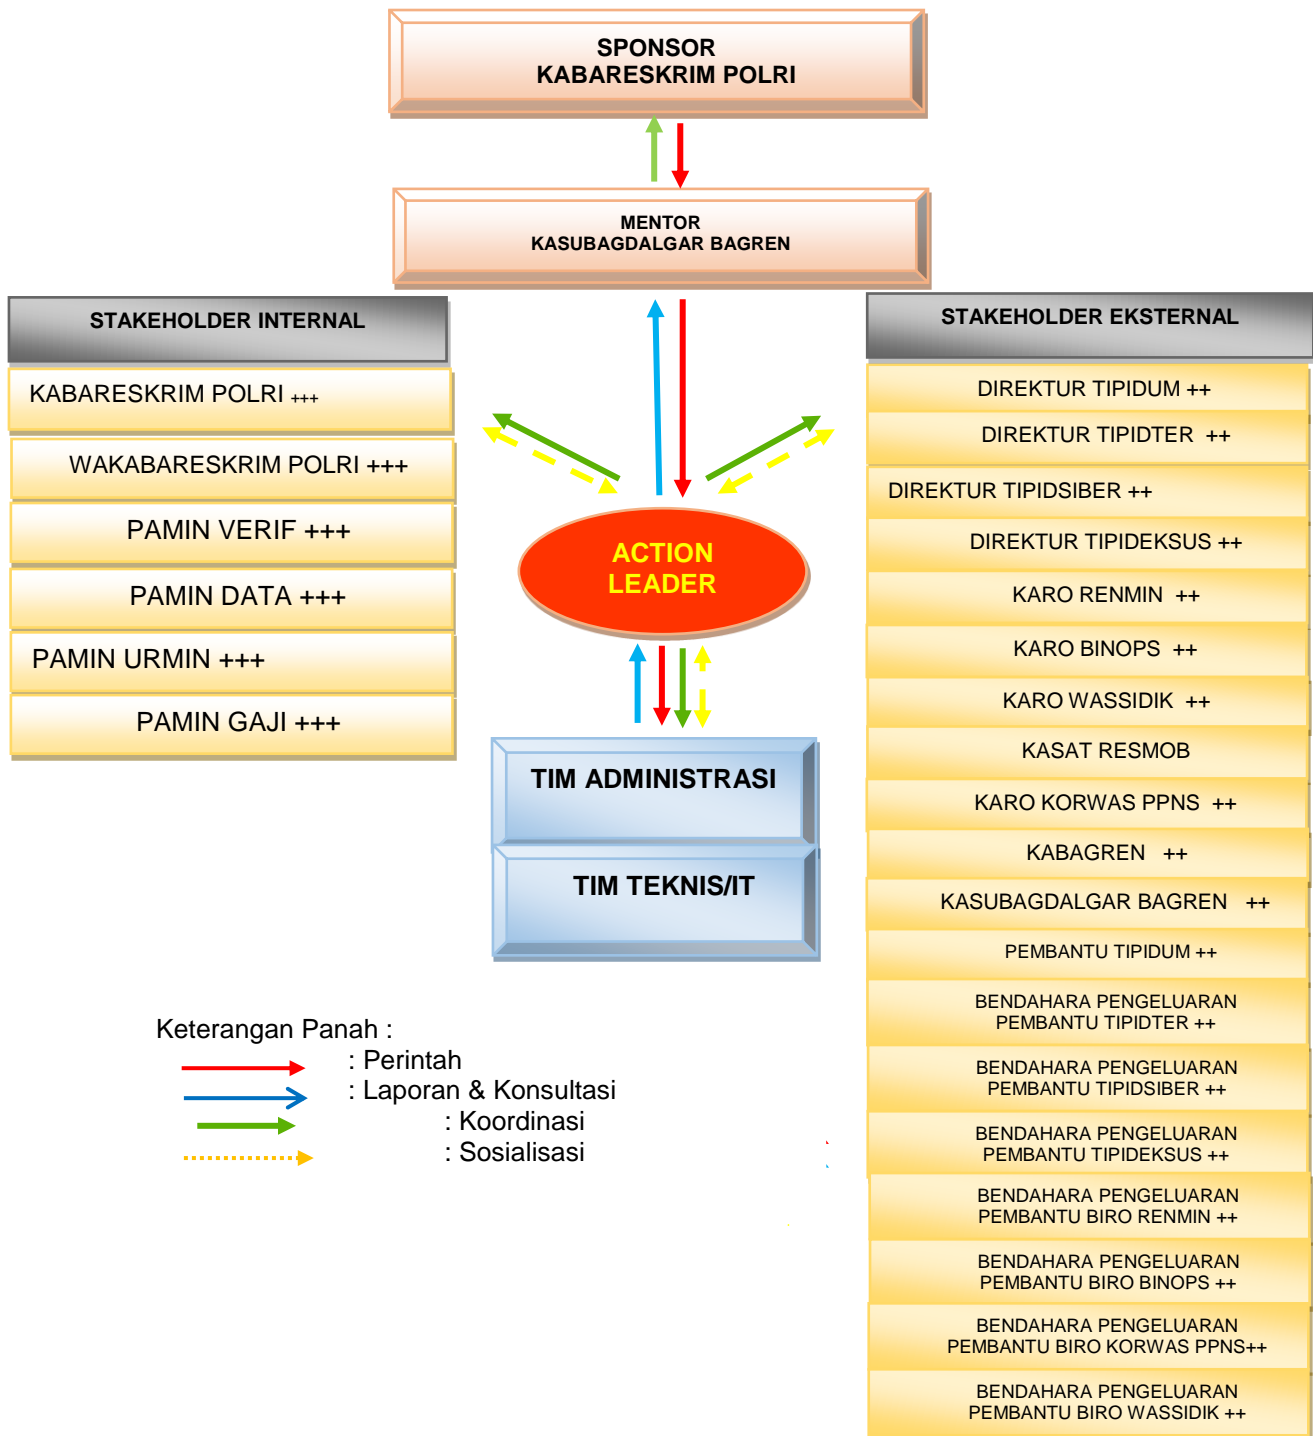 SPONSOR
KABARESKRIM POLRI
MENTOR
KASUBAGDALGAR BAGREN
STAKEHOLDER INTERNAL
KABARESKRIM POLRI +++
WAKABARESKRIM POLRI +++
PAMIN VERIF +++
PAMIN DATA +++
PAMIN URMIN +++
PAMIN GAJI +++
ACTION
LEADER
TIM ADMINISTRASI
TIM TEKNIS/IT
STAKEHOLDER EKSTERNAL
DIREKTUR TIPIDUM ++
DIREKTUR TIPIDTER ++
DIREKTUR TIPIDSIBER ++
DIREKTUR TIPIDEKSUS ++
KARO RENMIN ++
KARO BINOPS ++
KARO WASSIDIK ++
KASAT RESMOB
KARO KORWAS PPNS ++
KABAGREN ++
KASUBAGDALGAR BAGREN ++
PEMBANTU TIPIDUM ++
BENDAHARA PENGELUARAN
PEMBANTU TIPIDTER ++
BENDAHARA PENGELUARAN
PEMBANTU TIPIDSIBER ++
BENDAHARA PENGELUARAN
PEMBANTU TIPIDEKSUS ++
BENDAHARA PENGELUARAN
PEMBANTU BIRO RENMIN ++
BENDAHARA PENGELUARAN
PEMBANTU BIRO BINOPS ++
BENDAHARA PENGELUARAN
PEMBANTU BIRO KORWAS PPNS++
BENDAHARA PENGELUARAN
PEMBANTU BIRO WASSIDIK ++
Keterangan Panah :
: Perintah
: Laporan & Konsultasi
: Koordinasi
: Sosialisasi